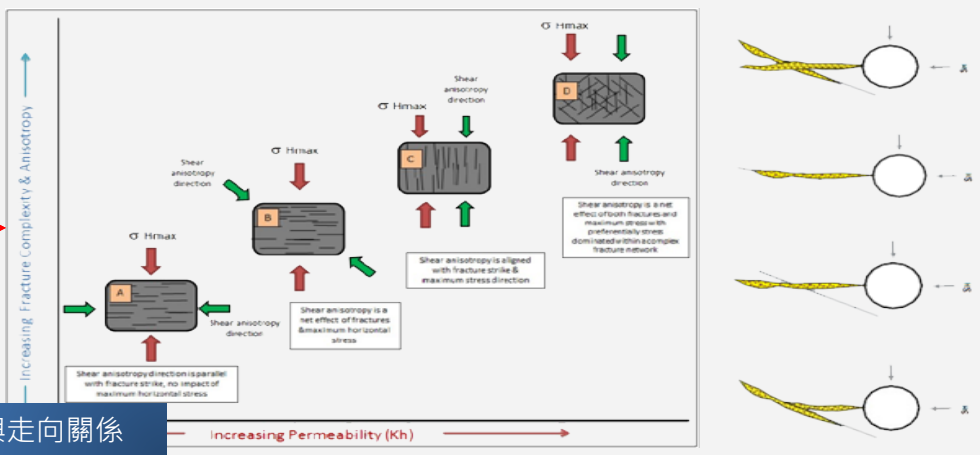 Increasing Fracture Complexity & Anisotropy
σ Hmax
A
Shear anisotropy
direction
Shear anisotropy direction is parallel
with fracture strike, no impact of
maximum horizontal stress
Shear
anisotropy
direction
σ Hmax
B
Shear anisotropy is a
net effect of fractures
& maximum horizontal
stress
σ Hmax
Shear
anisotropy
direction
C
Shear anisotropy is aligned
with fracture strike &
maximum stress direction
σ Hmax
D
Shear anisotropy
direction
Shear anisotropy is a net
effect of both fractures and
maximum stress with
preferentially stress
dominated within a complex
fracture network
Increasing Permeability (Kh)
走向關係